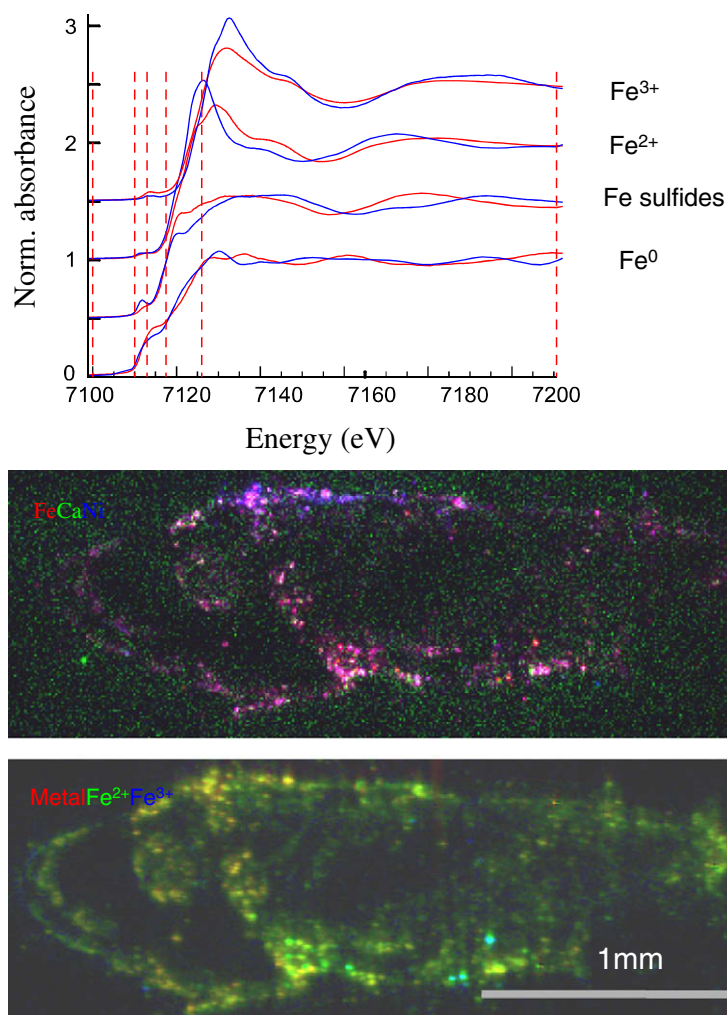 3
2
1
0
Norm. absorbance
Fe³⁺
Fe²⁺
Fe sulfides
Fe⁰
7100 7120 7140 7160 7180 7200
Energy (eV)
FeCaNi
MetalFe²⁺Fe³⁺
1mm